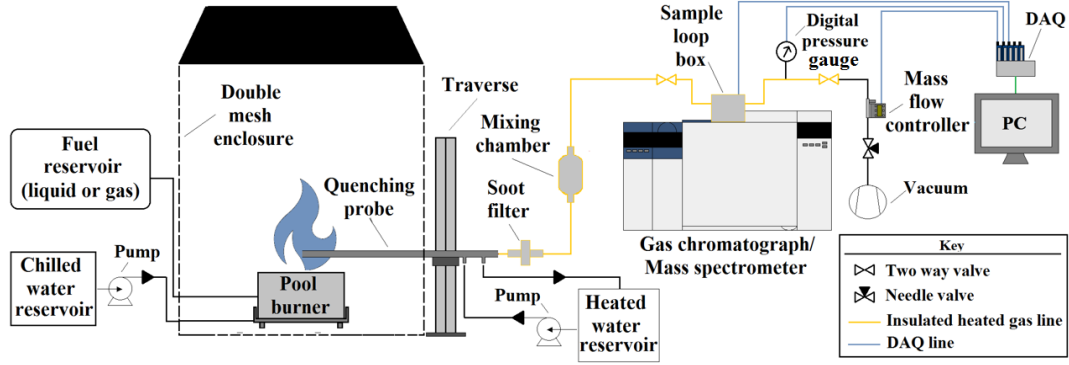 Double
mesh
enclosure
Fuel
reservoir
(liquid or gas)
Chilled
water
reservoir
Pump
Pool
burner
Quenching
probe
Traverse
Soot
filter
Mixing
chamber
Pump
Heated
water
reservoir
Sample
loop
box
Digital
pressure
gauge
Gas chromatograph/
Mass spectrometer
Mass
flow
controller
Vacuum
DAQ
PC
Key
Two way valve
Needle valve
Insulated heated gas line
DAQ line